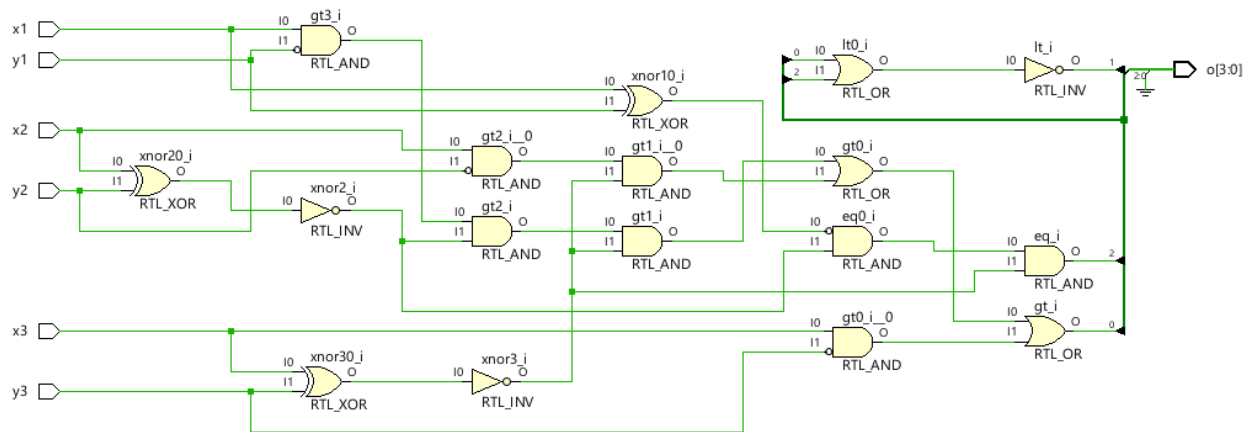 x1
y1
x2
y2
x3
y3
gt3_i
I0
I1
O
RTL_AND
xnor20_i
I0
I1
O
RTL_XOR
xnor2_i
I0
O
RTL_INV
xnor30_i
I0
I1
O
RTL_XOR
xnor3_i
I0
O
RTL_INV
gt2_i__0
I0
I1
O
RTL_AND
gt2_i
I0
I1
O
RTL_AND
xnor10_i
I0
I1
O
RTL_XOR
gt1_i__0
I0
I1
O
RTL_AND
gt1_i
I0
I1
O
RTL_AND
lt0_i
0
2
I0
I1
O
RTL_OR
gt0_i
I0
I1
O
RTL_OR
eq0_i
I0
I1
O
RTL_AND
gt0_i__0
I0
I1
O
RTL_AND
lt_i
I0
O
RTL_INV
1
eq_i
I0
I1
O
RTL_AND
2
gt_i
I0
I1
O
RTL_OR
0
2:0
o[3:0]